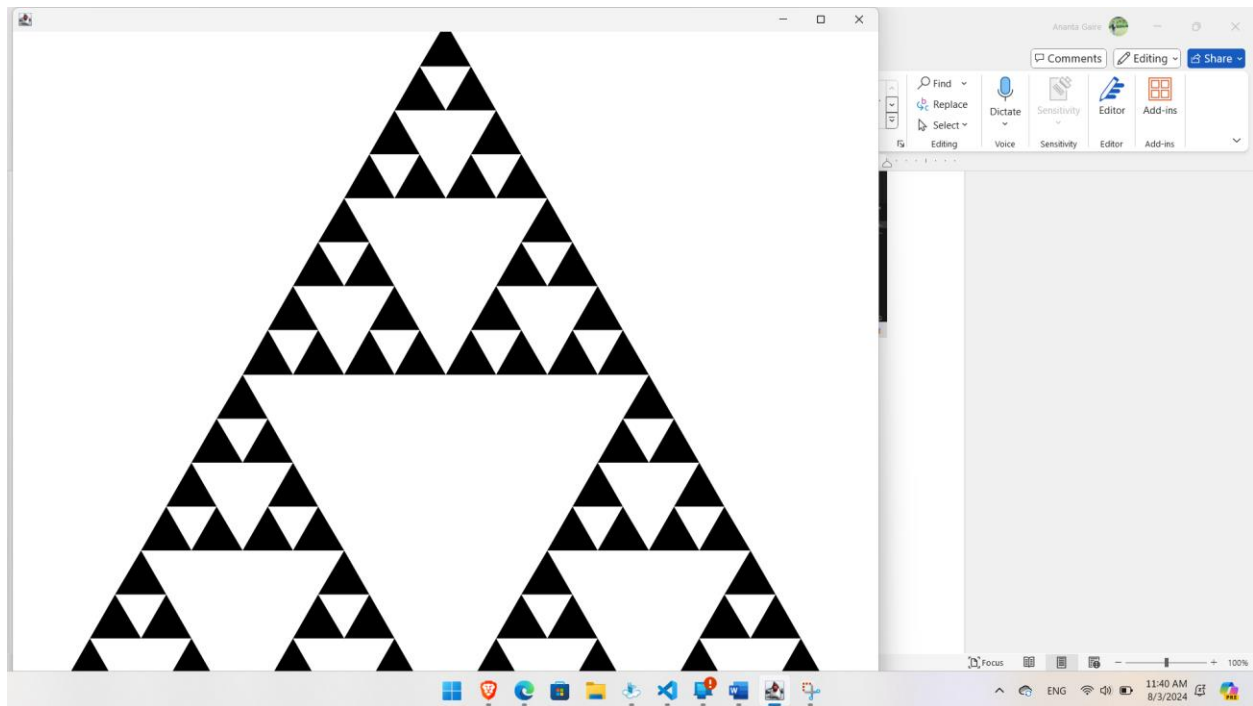 Ananta Gaire
Comments
Editing
Share
Find
Replace
Select
Dictate
Sensitivity
Editor
Add-ins
Editing
Voice
Sensitivity
Editor
Add-ins
Focus
100%
ENG
11:40 AM
8/3/2024